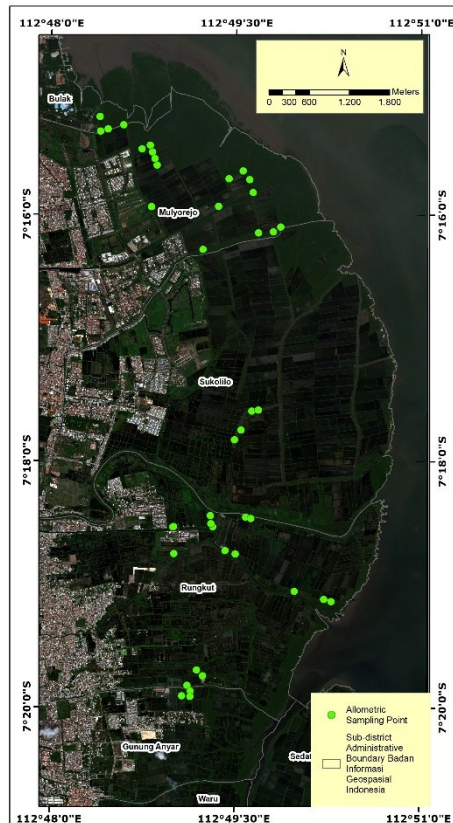 112°48'0"E 112°49'30"E 112°51'0"E
N
Meters
0 300 600 1.200 1.800
Bulak
Mulyorejo
7°16'0"S 7°16'0"S
Sukolilo
7°18'0"S 7°18'0"S
Rungkut
7°20'0"S 7°20'0"S
Gunung Anyar
Sedat
Waru
Allometric
Sampling Point
Sub-district
Administrative
Boundary Badan
Informasi
Geospasial
Indonesia
112°48'0"E 112°49'30"E 112°51'0"E